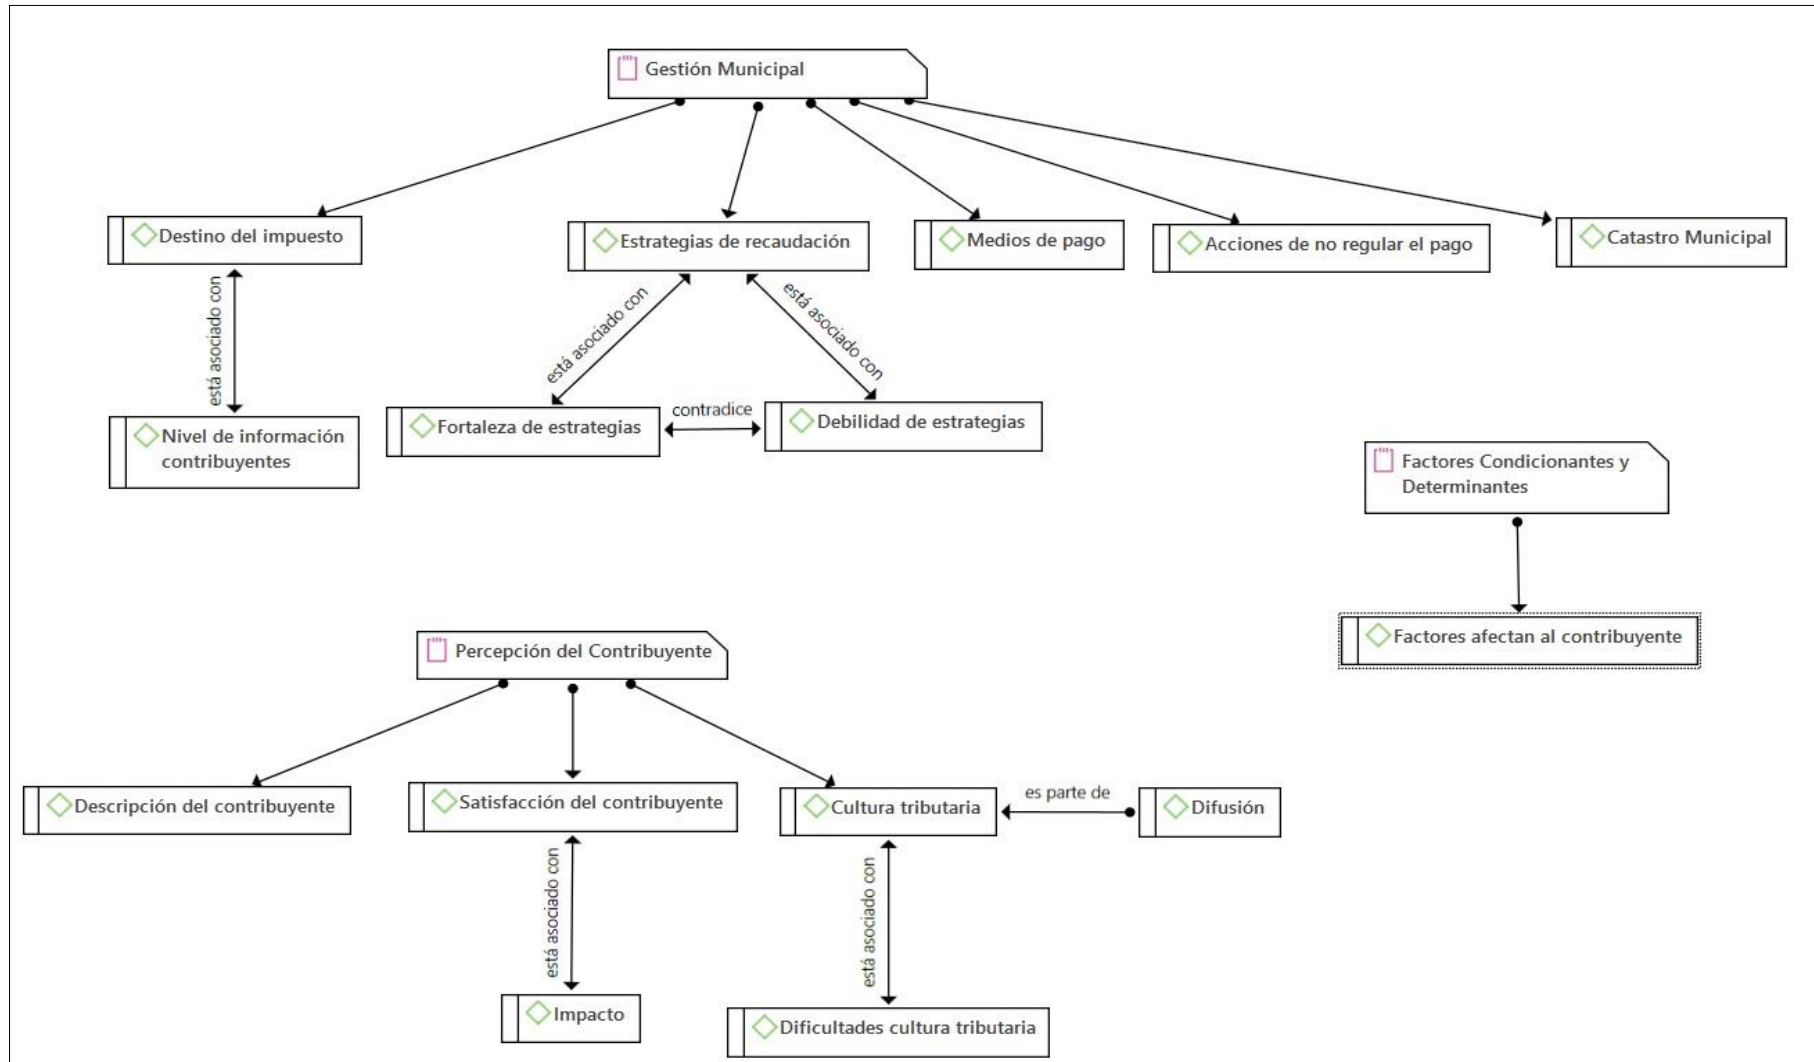 Gestión Municipal
Destino del impuesto
Estrategias de recaudación
Medios de pago
Acciones de no regular el pago
Catastro Municipal
está asociado con
está asociado con
está asociado con
Nivel de información
contribuyentes
Fortaleza de estrategias
contradice
Debilidad de estrategias
Factores Condicionantes y
Determinantes
Factores afectan al contribuyente
Percepción del Contribuyente
Descripción del contribuyente
Satisfacción del contribuyente
Cultura tributaria
es parte de
Difusión
está asociado con
está asociado con
Impacto
Dificultades cultura tributaria